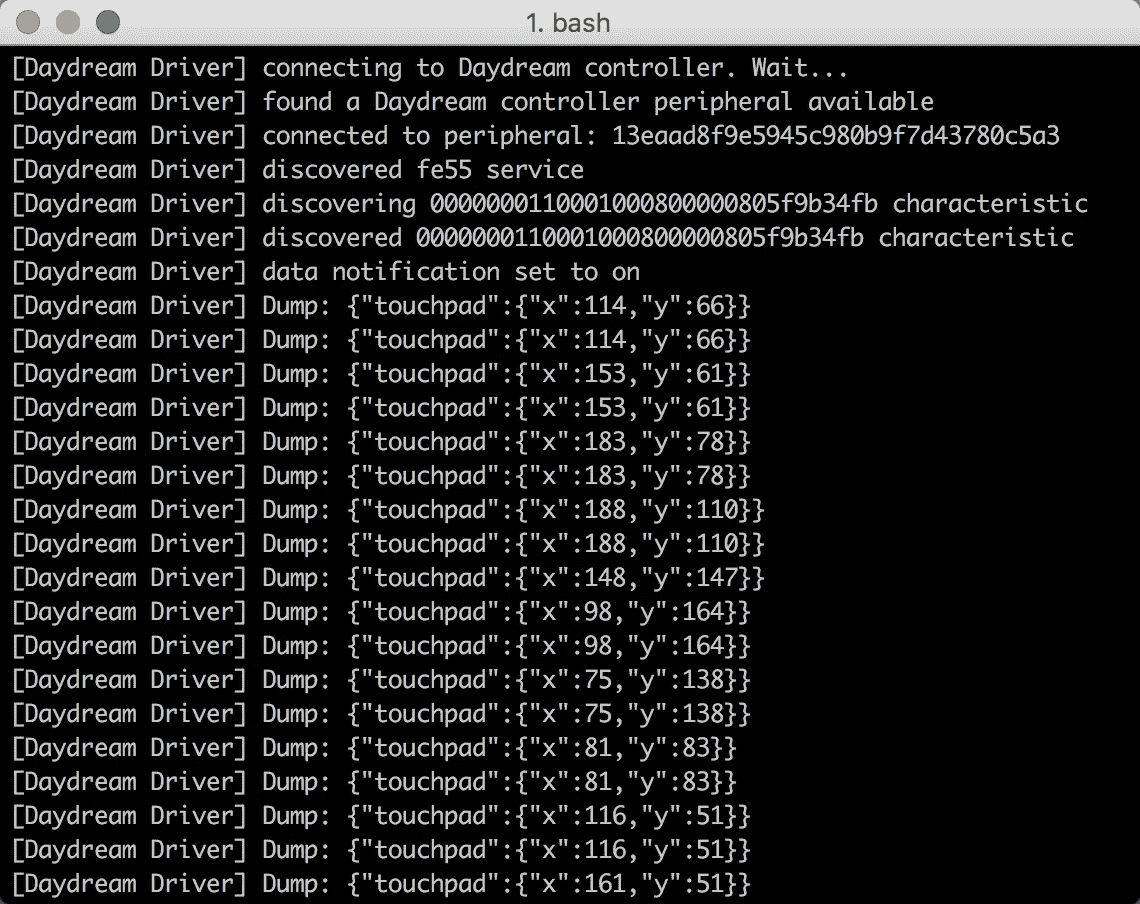 1. bash
[Daydream Driver] connecting to Daydream controller. Wait...
[Daydream Driver] found a Daydream controller peripheral available
[Daydream Driver] connected to peripheral: 13eaad8f9e5945c980b9f7d43780c5a3
[Daydream Driver] discovered fe55 service
[Daydream Driver] discovering 00000001100010008000​00805f9b34fb characteristic
[Daydream Driver] discovered 00000001100010008000​00805f9b34fb characteristic
[Daydream Driver] data notification set to on
[Daydream Driver] Dump: {"touchpad":{"x":114,"y":66}}
[Daydream Driver] Dump: {"touchpad":{"x":114,"y":66}}
[Daydream Driver] Dump: {"touchpad":{"x":153,"y":61}}
[Daydream Driver] Dump: {"touchpad":{"x":153,"y":61}}
[Daydream Driver] Dump: {"touchpad":{"x":183,"y":78}}
[Daydream Driver] Dump: {"touchpad":{"x":183,"y":78}}
[Daydream Driver] Dump: {"touchpad":{"x":188,"y":110}}
[Daydream Driver] Dump: {"touchpad":{"x":188,"y":110}}
[Daydream Driver] Dump: {"touchpad":{"x":148,"y":147}}
[Daydream Driver] Dump: {"touchpad":{"x":98,"y":164}}
[Daydream Driver] Dump: {"touchpad":{"x":98,"y":164}}
[Daydream Driver] Dump: {"touchpad":{"x":75,"y":138}}
[Daydream Driver] Dump: {"touchpad":{"x":75,"y":138}}
[Daydream Driver] Dump: {"touchpad":{"x":81,"y":83}}
[Daydream Driver] Dump: {"touchpad":{"x":81,"y":83}}
[Daydream Driver] Dump: {"touchpad":{"x":116,"y":51}}
[Daydream Driver] Dump: {"touchpad":{"x":116,"y":51}}
[Daydream Driver] Dump: {"touchpad":{"x":161,"y":51}}